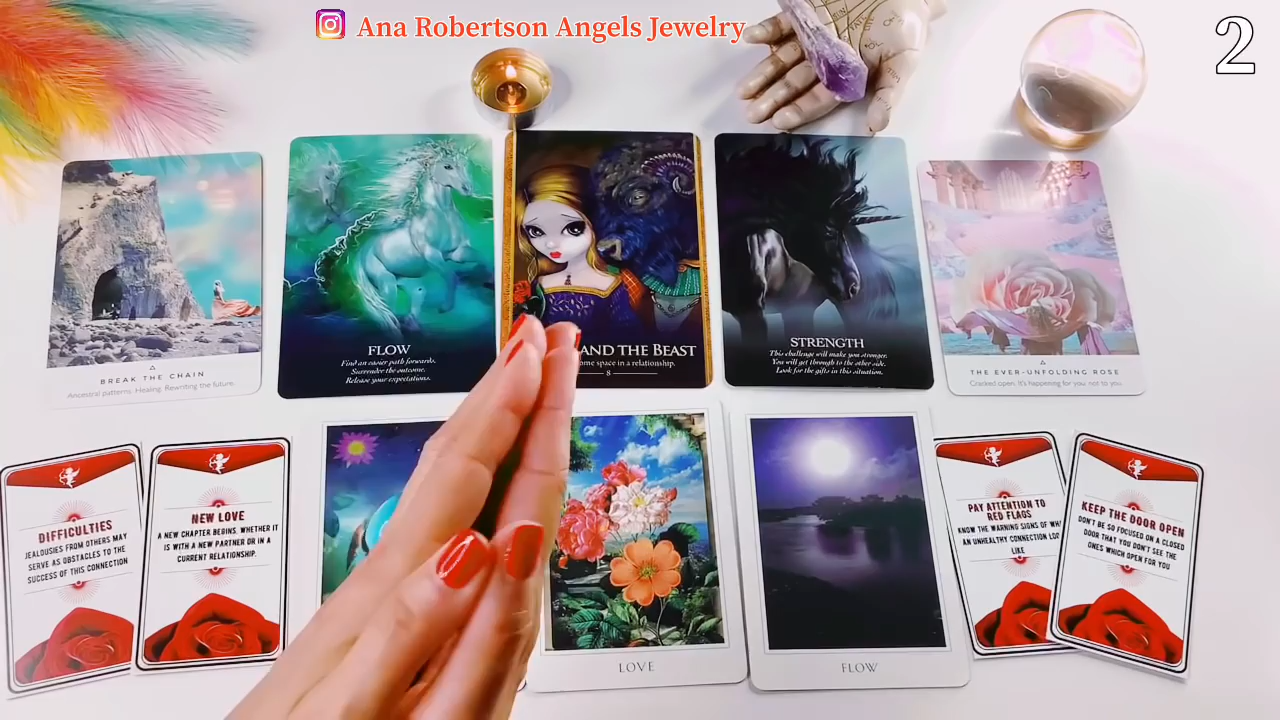 Ana Robertson Angels Jewelry
2
BREAK THE CHAIN
Ancestral patterns. Healing. Rewriting the future.
FLOW
Find an easier path forwards.
Surrender the outcome.
Release your expectations.
AND THE BEAST
space in a relationship.
8
STRENGTH
This challenge will make you stronger.
You will get through to the other side.
Look for the gifts in this situation.
THE EVER-UNFOLDING ROSE
Cracked open. It's happening for you not to you.
DIFFICULTIES
JEALOUSIES FROM OTHERS MAY
SERVE AS OBSTACLES TO THE
SUCCESS OF THIS CONNECTION
NEW LOVE
A NEW CHAPTER BEGINS. WHETHER IT
IS WITH A NEW PARTNER OR IN A
CURRENT RELATIONSHIP.
LOVE
FLOW
PAY ATTENTION TO
RED FLAGS
KNOW THE WARNING SIGNS OF
AN UNHEALTHY CONNECTION
LIKE
KEEP THE DOOR OPEN
DON'T BE SO FOCUSED ON A CLOSED
DOOR THAT YOU DON'T SEE THE
ONES WHICH OPEN FOR YOU